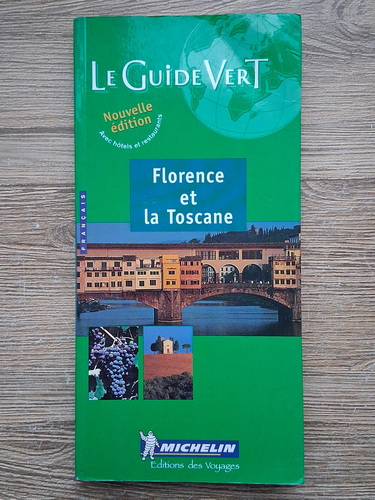 LE GUIDE VERT
Nouvelle
édition
Avec hôtels et restaurants
Florence
et
la Toscane
FRANÇAIS
MICHELIN
Editions des Voyages